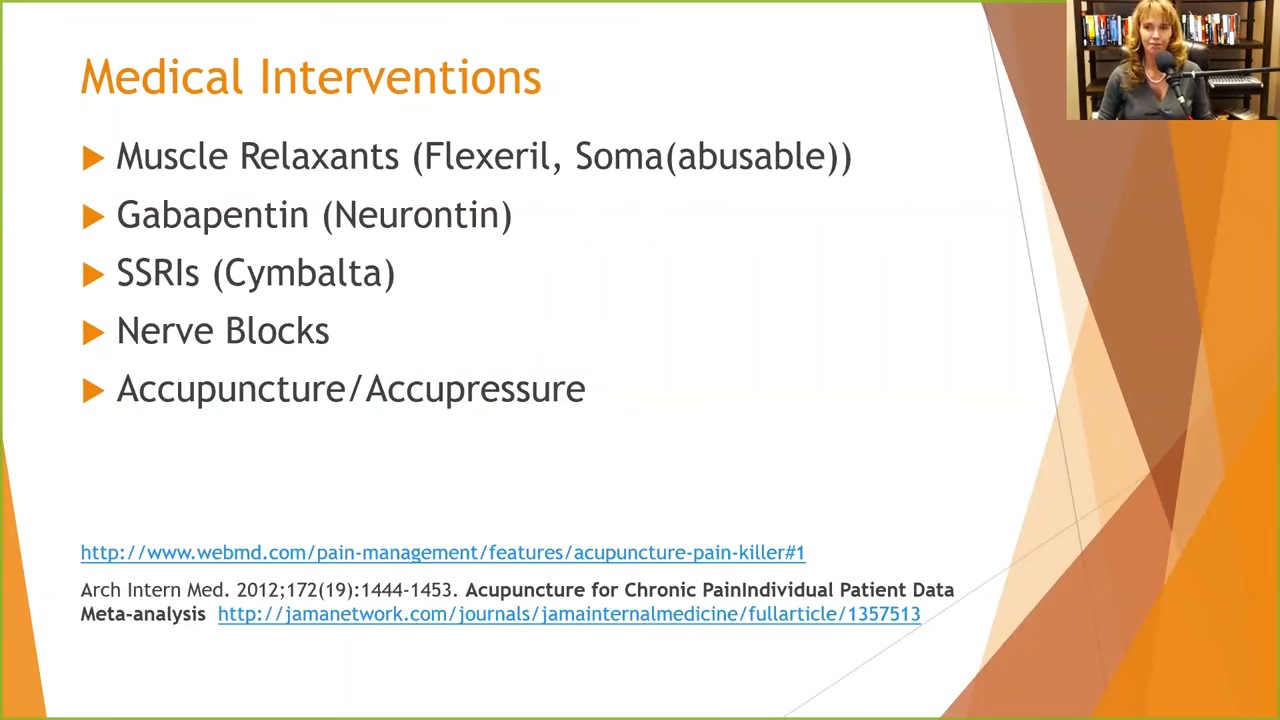 Medical Interventions
Muscle Relaxants (Flexeril, Soma(abusable))
Gabapentin (Neurontin)
SSRIs (Cymbalta)
Nerve Blocks
Accupuncture/Accupressure
http://www.webmd.com/pain-management/features/acupuncture-pain-killer#1
Arch Intern Med. 2012;172(19):1444-1453. Acupuncture for Chronic PainIndividual Patient Data
Meta-analysis http://jamanetwork.com/journals/jamainternalmedicine/fullarticle/1357513